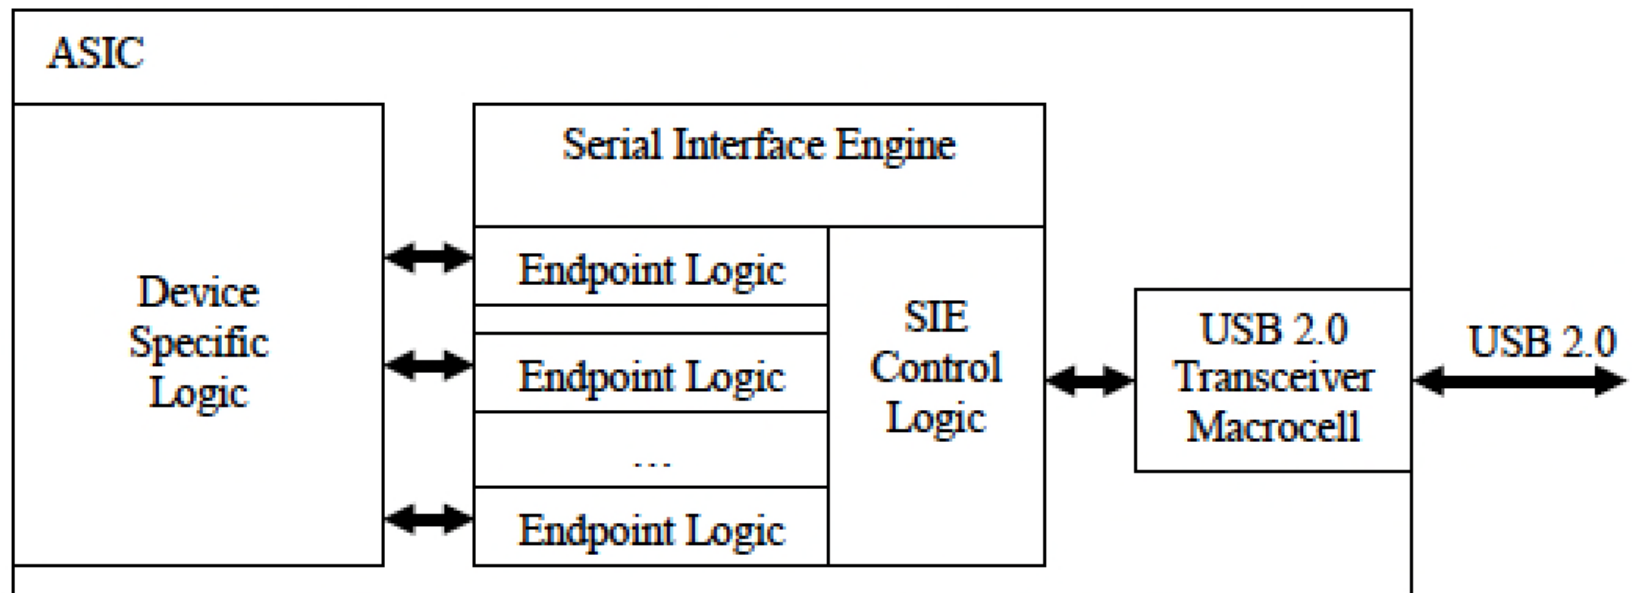 ASIC
Serial Interface Engine
Device
Specific
Logic
Endpoint Logic
Endpoint Logic
...
Endpoint Logic
SIE
Control
Logic
USB 2.0
Transceiver
Macrocell
USB 2.0